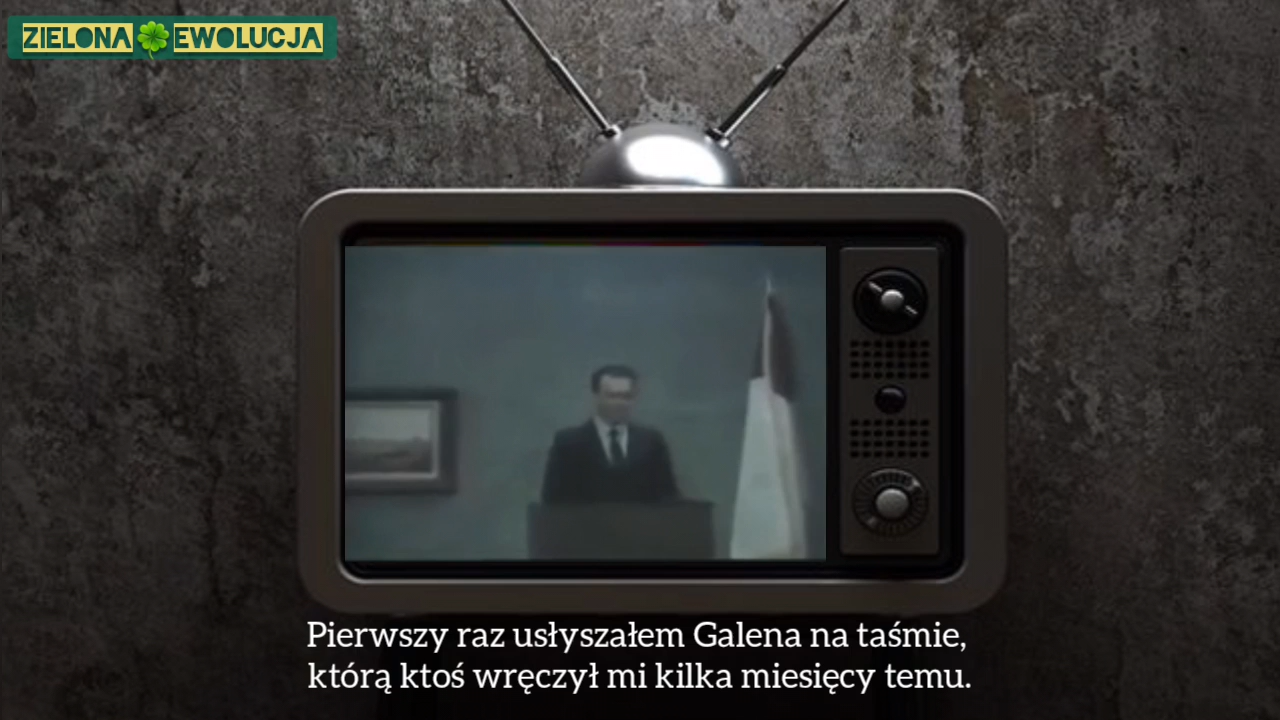 ZIELONA🍀EWOLUCJA
Pierwszy raz usłyszałem Galena na taśmie,
którą ktoś wręczył mi kilka miesięcy temu.